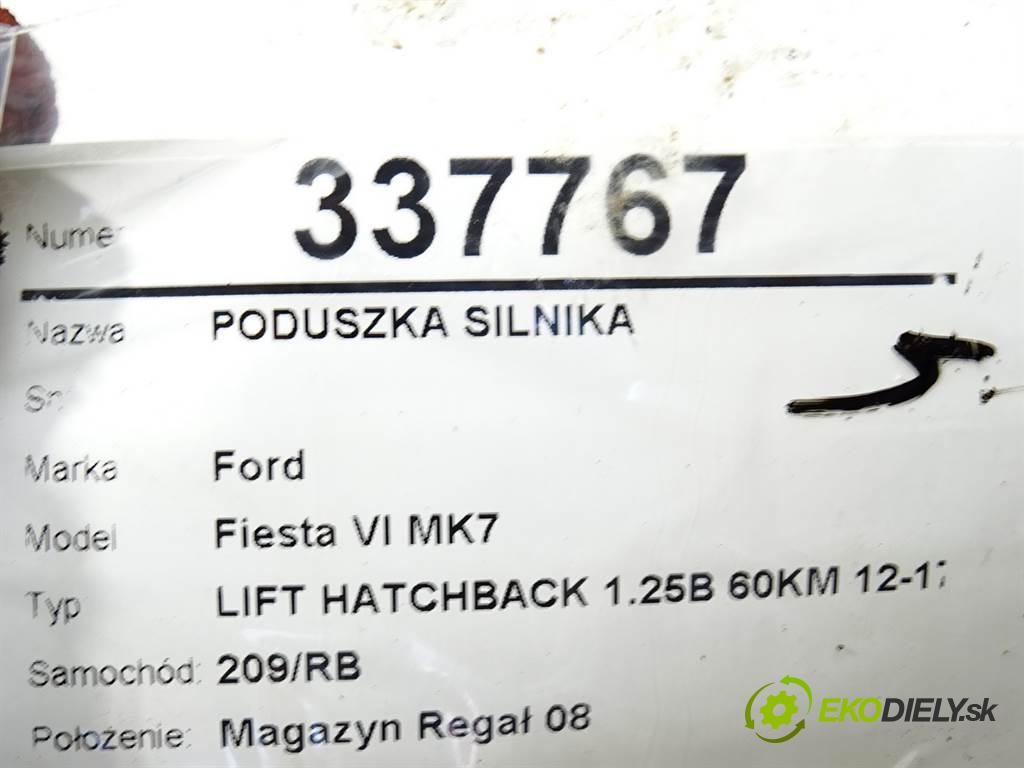 Numer 337767
Nazwa PODUSZKA SILNIKA
Marka Ford
Model Fiesta VI MK7
Typ LIFT HATCHBACK 1.25B 60KM 12-17
Samochód: 209/RB
Położenie: Magazyn Regał 08
EKODIELY.sk